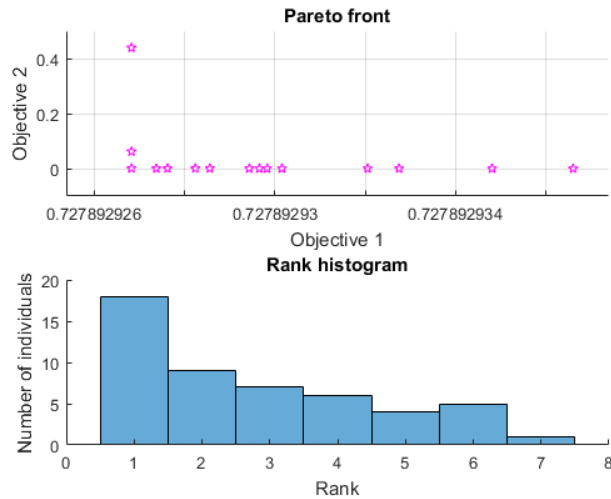 Pareto front
Objective 2
0.4
0.2
0
0.727892926
0.72789293
0.727892934
Objective 1
Rank histogram
Number of individuals
20
15
10
5
0
0 1 2 3 4 5 6 7 8
Rank